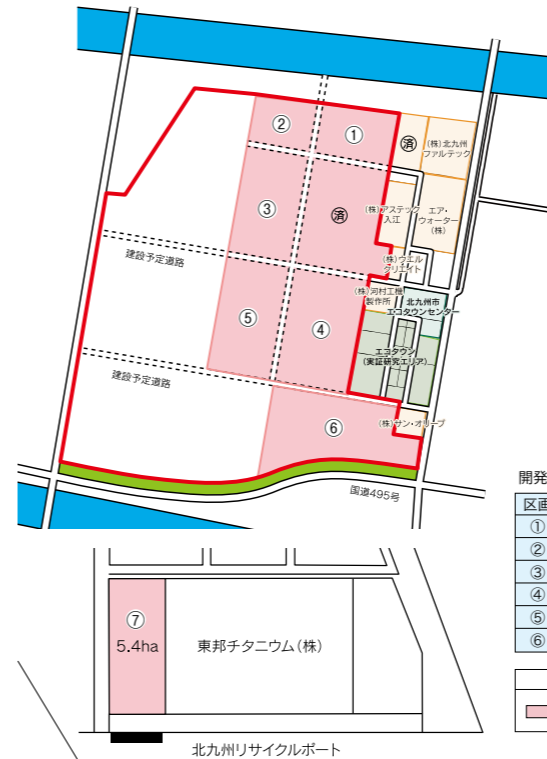 ②
①
済
(株)北九州
ファルテック
③
済
(株)アステック
入江
エア・
ウォーター
(株)
建設予定道路
(株)ウエル
クリエイト
(株)河村工機
製作所
北九州市
エコタウンセンター
⑤
④
エコタウン
(実証研究エリア)
建設予定道路
⑥
(株)サン・オリーブ
国道495号
開発
区画
①
②
③
④
⑤
⑥
⑦
5.4ha
東邦チタニウム(株)
北九州リサイクルポート